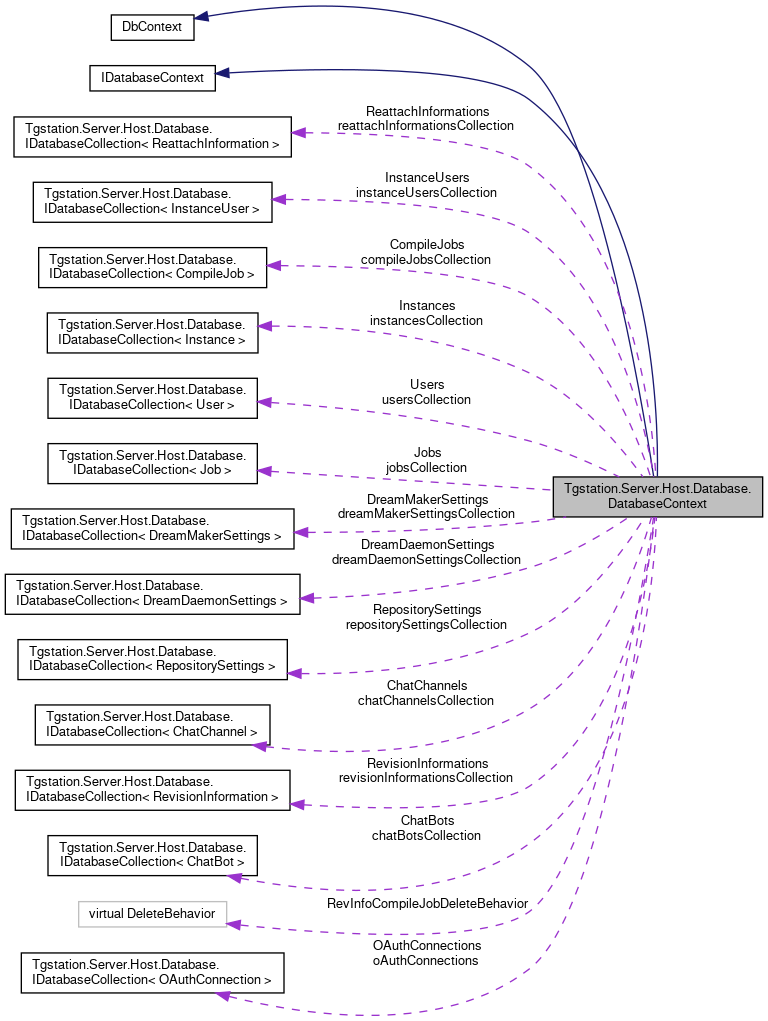 DbContext
IDatabaseContext
Tgstation.Server.Host.Database.
IDatabaseCollection< ReattachInformation >
ReattachInformations
reattachInformationsCollection
Tgstation.Server.Host.Database.
IDatabaseCollection< InstanceUser >
InstanceUsers
instanceUsersCollection
Tgstation.Server.Host.Database.
IDatabaseCollection< CompileJob >
CompileJobs
compileJobsCollection
Tgstation.Server.Host.Database.
IDatabaseCollection< Instance >
Instances
instancesCollection
Tgstation.Server.Host.Database.
IDatabaseCollection< User >
Users
usersCollection
Tgstation.Server.Host.Database.
IDatabaseCollection< Job >
Jobs
jobsCollection
Tgstation.Server.Host.Database.
DatabaseContext
Tgstation.Server.Host.Database.
IDatabaseCollection< DreamMakerSettings >
DreamMakerSettings
dreamMakerSettingsCollection
Tgstation.Server.Host.Database.
IDatabaseCollection< DreamDaemonSettings >
DreamDaemonSettings
dreamDaemonSettingsCollection
Tgstation.Server.Host.Database.
IDatabaseCollection< RepositorySettings >
RepositorySettings
repositorySettingsCollection
Tgstation.Server.Host.Database.
IDatabaseCollection< ChatChannel >
ChatChannels
chatChannelsCollection
Tgstation.Server.Host.Database.
IDatabaseCollection< RevisionInformation >
RevisionInformations
revisionInformationsCollection
Tgstation.Server.Host.Database.
IDatabaseCollection< ChatBot >
ChatBots
chatBotsCollection
virtual DeleteBehavior
RevInfoCompileJobDeleteBehavior
Tgstation.Server.Host.Database.
IDatabaseCollection< OAuthConnection >
OAuthConnections
oAuthConnections